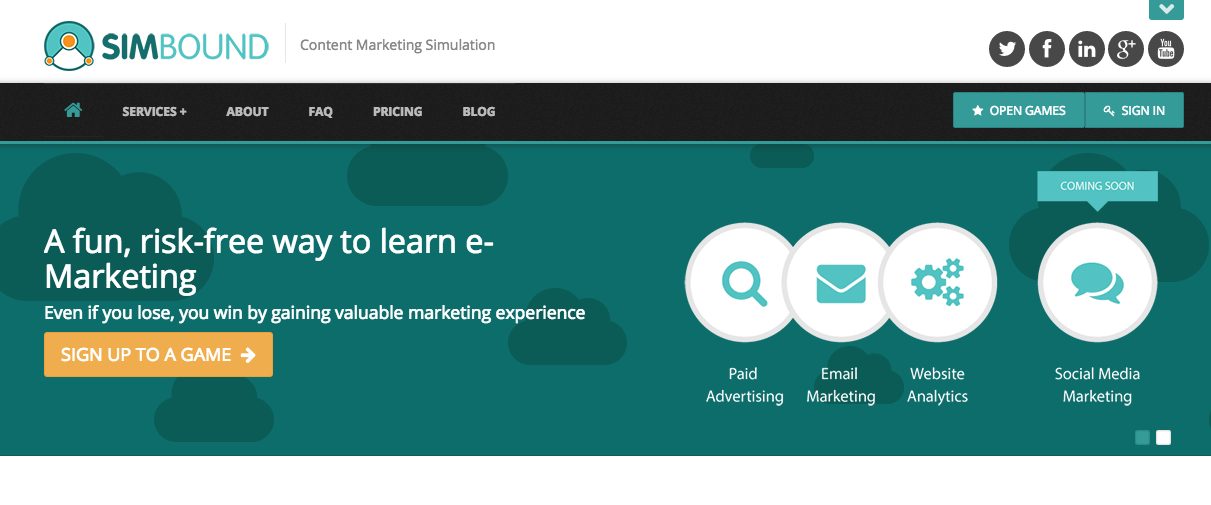 SIMBOUND
Content Marketing Simulation
You
Tube
SERVICES +
ABOUT
FAQ
PRICING
BLOG
OPEN GAMES
SIGN IN
A fun, risk-free way to learn e-
Marketing
Even if you lose, you win by gaining valuable marketing experience
SIGN UP TO A GAME
COMING SOON
Paid
Advertising
Email
Marketing
Website
Analytics
Social Media
Marketing